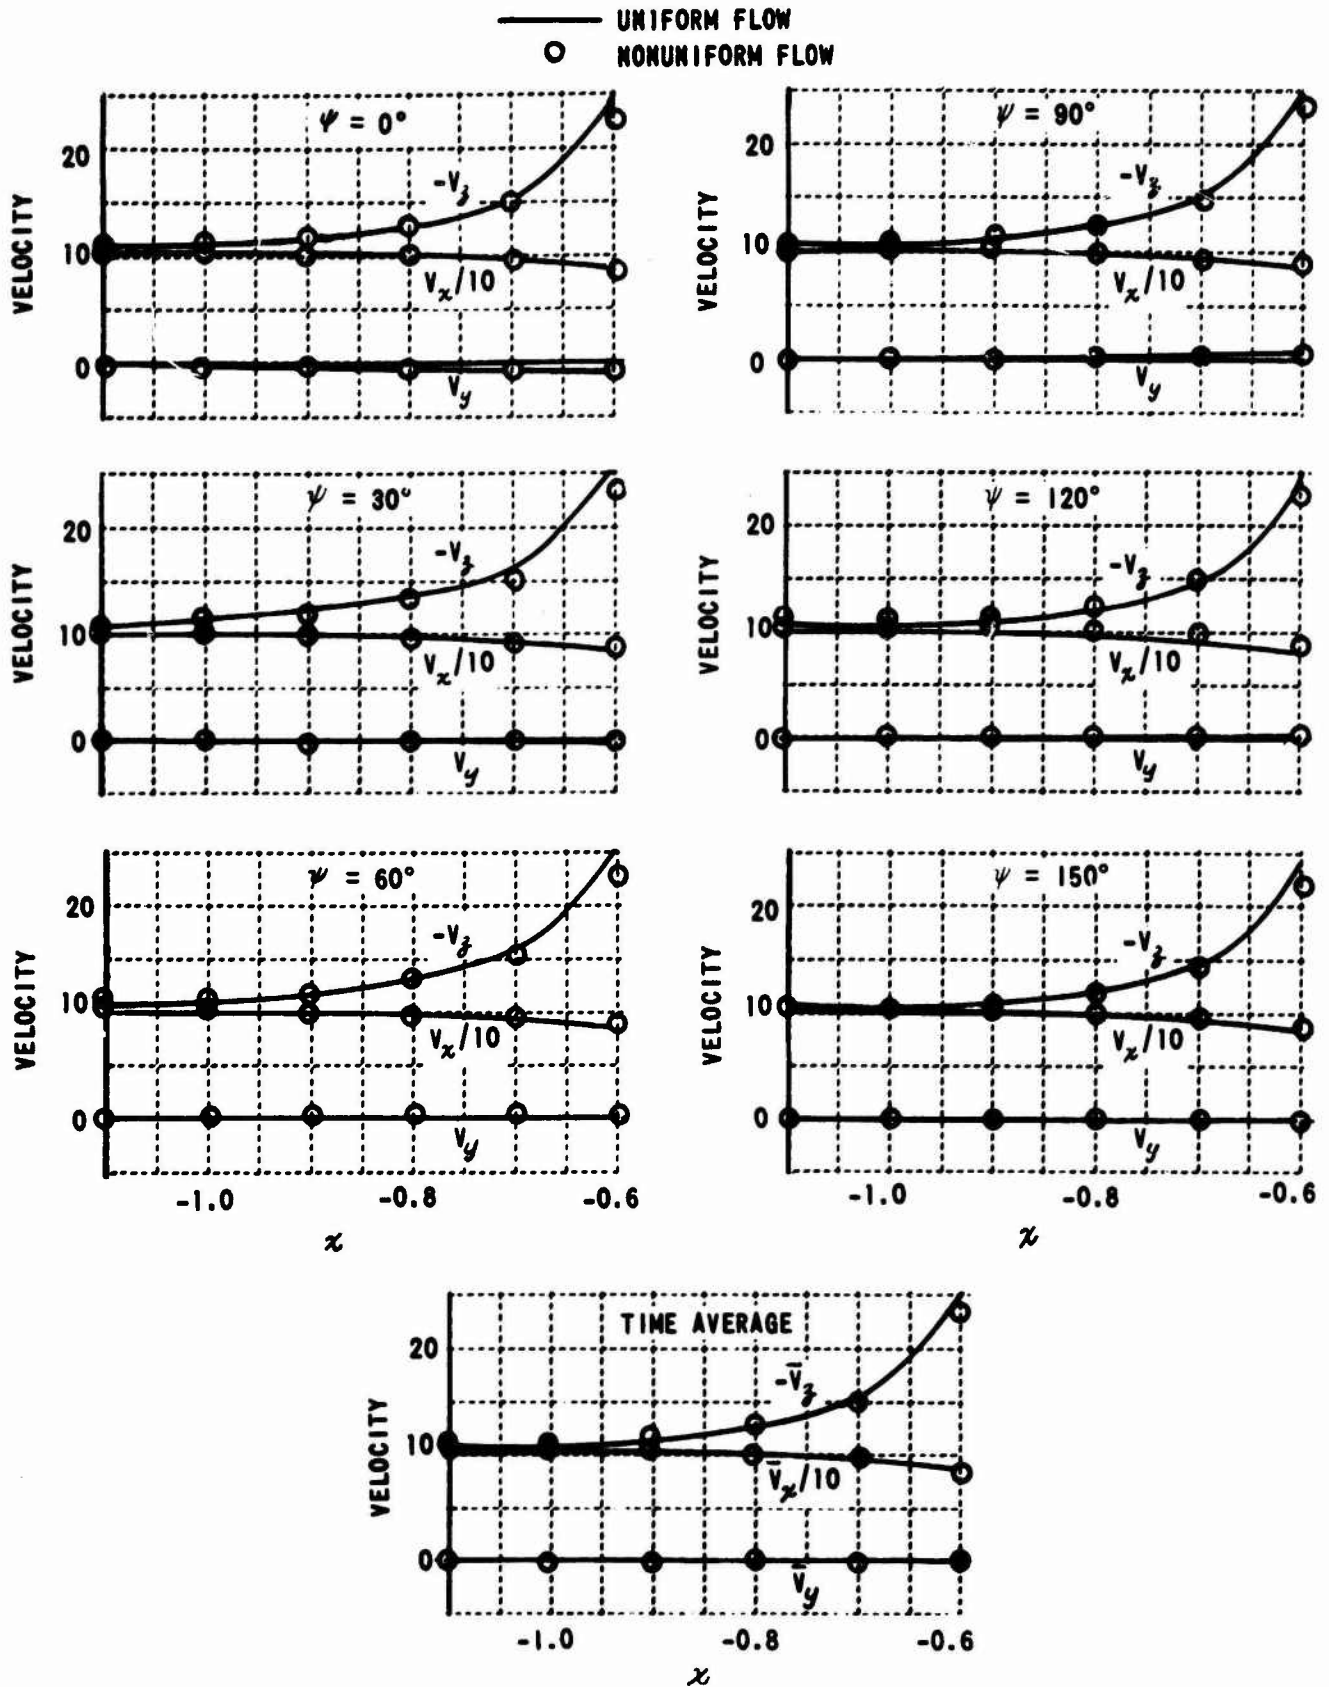 UNIFORM FLOW
NONUNIFORM FLOW
ψ = 0°
20
10
0
VELOCITY
-V_z
V_x/10
V_y
ψ = 90°
20
10
0
VELOCITY
-V_z
V_x/10
V_y
ψ = 30°
20
10
0
VELOCITY
-V_z
V_x/10
V_y
ψ = 120°
20
10
0
VELOCITY
-V_z
V_x/10
V_y
ψ = 60°
20
10
0
VELOCITY
-V_z
V_x/10
V_y
-1.0 -0.8 -0.6
x
ψ = 150°
20
10
0
VELOCITY
-V_z
V_x/10
V_y
-1.0 -0.8 -0.6
x
TIME AVERAGE
20
10
0
VELOCITY
-V̄_z
V̄_x/10
V̄_y
-1.0 -0.8 -0.6
x